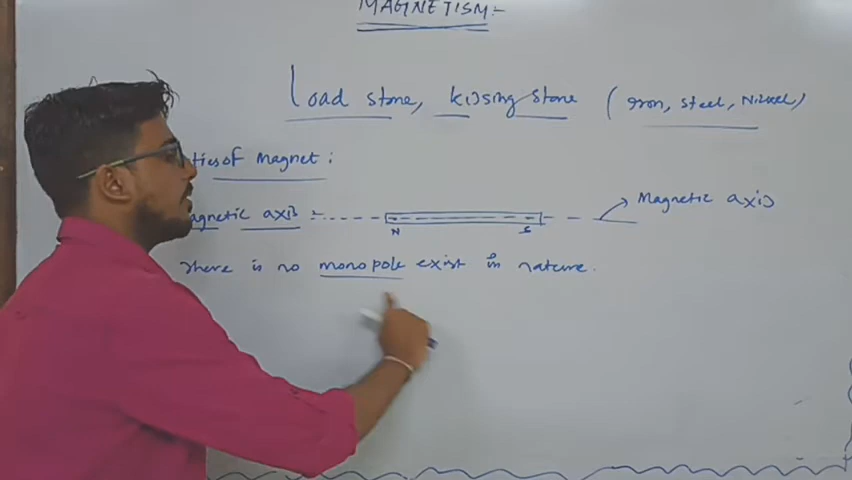 MAGNETISM:-
Load stone, kissing stone (Iron, Steel, Nickel)
ties of Magnet :
agnetic axis :-
N S
Magnetic axis
There is no monopole exist in nature.